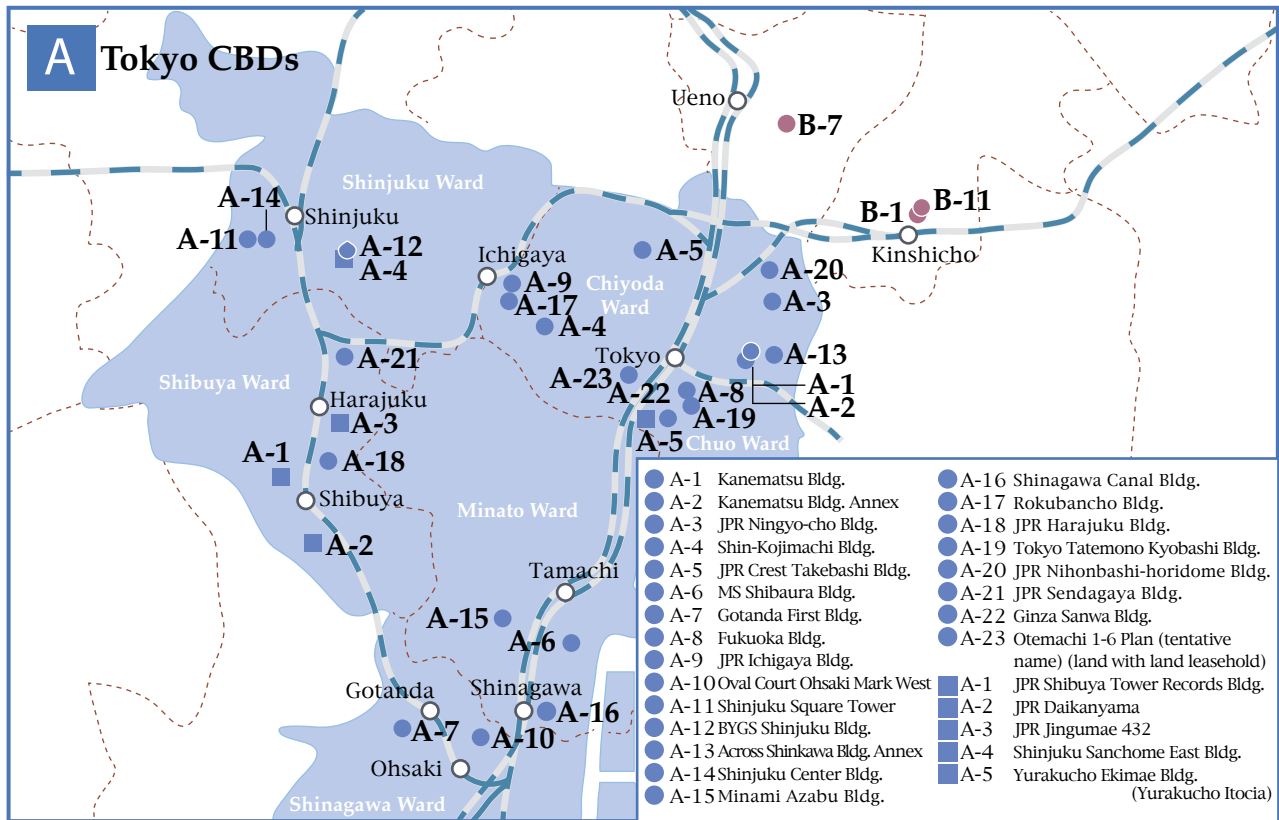 A Tokyo CBDs
Ueno
B-7
Shinjuku Ward
A-14
Shinjuku
B-11
B-1
A-11
A-12
A-4
Ichigaya
A-5
Kinshicho
A-9
Chiyoda
Ward
A-20
A-17
A-3
A-4
Tokyo
A-13
A-21
Shibuya Ward
A-23
A-1
A-22
A-8
A-2
Harajuku
A-3
A-19
A-5
Chuo Ward
A-1
A-18
Shibuya
Minato Ward
A-2
Tamachi
A-15
A-6
Gotanda
Shinagawa
A-16
A-7
A-10
Ohsaki
Shinagawa Ward
A-1 Kanematsu Bldg.
A-2 Kanematsu Bldg. Annex
A-3 JPR Ningyo-cho Bldg.
A-4 Shin-Kojimachi Bldg.
A-5 JPR Crest Takebashi Bldg.
A-6 MS Shibaura Bldg.
A-7 Gotanda First Bldg.
A-8 Fukuoka Bldg.
A-9 JPR Ichigaya Bldg.
A-10 Oval Court Ohsaki Mark West
A-11 Shinjuku Square Tower
A-12 BYGS Shinjuku Bldg.
A-13 Across Shinkawa Bldg. Annex
A-14 Shinjuku Center Bldg.
A-15 Minami Azabu Bldg.
A-16 Shinagawa Canal Bldg.
A-17 Rokubancho Bldg.
A-18 JPR Harajuku Bldg.
A-19 Tokyo Tatemono Kyobashi Bldg.
A-20 JPR Nihonbashi-horidome Bldg.
A-21 JPR Sendagaya Bldg.
A-22 Ginza Sanwa Bldg.
A-23 Otemachi 1-6 Plan (tentative
name) (land with land leasehold)
A-1 JPR Shibuya Tower Records Bldg.
A-2 JPR Daikanyama
A-3 JPR Jingumae 432
A-4 Shinjuku Sanchome East Bldg.
A-5 Yurakucho Ekimae Bldg.
(Yurakucho Itocia)